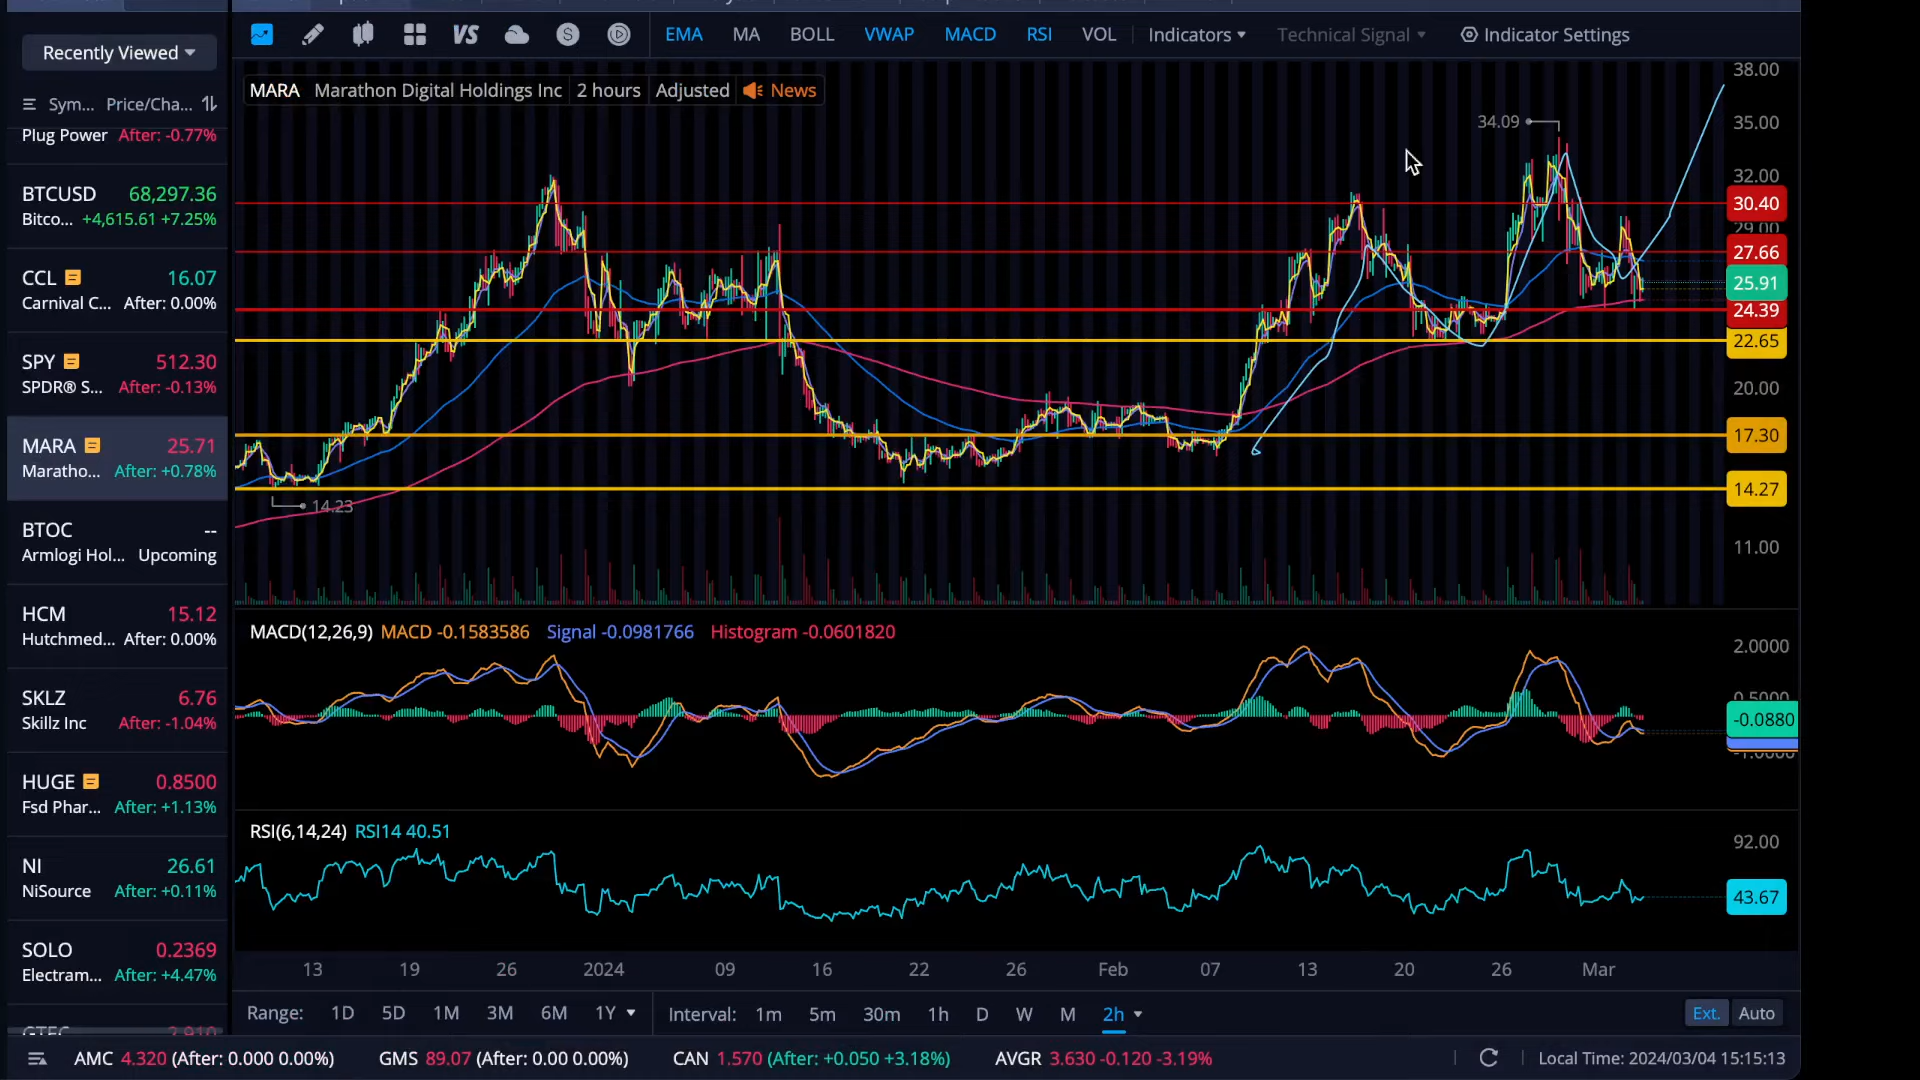 EMA MA BOLL VWAP MACD RSI VOL Indicators Technical Signal Indicator Settings
Recently Viewed
Sym... Price/Cha...
Plug Power After: -0.77%
BTCUSD 68,297.36
Bitco... +4,615.61 +7.25%
CCL 16.07
Carnival C... After: 0.00%
SPY 512.30
SPDR® S... After: -0.13%
MARA 25.71
Maratho... After: +0.78%
BTOC --
Armlogi Hol... Upcoming
HCM 15.12
Hutchmed... After: 0.00%
SKLZ 6.76
Skillz Inc After: -1.04%
HUGE 0.8500
Fsd Phar... After: +1.13%
NI 26.61
NiSource After: +0.11%
SOLO 0.2369
Electram... After: +4.47%
MARA Marathon Digital Holdings Inc 2 hours Adjusted News
34.09
14.23
38.00
35.00
32.00
30.40
29.00
27.66
25.91
24.39
22.65
20.00
17.30
14.27
11.00
MACD(12,26,9) MACD -0.1583586 Signal -0.0981766 Histogram -0.0601820
2.0000
0.5000
-0.0880
-1.0000
RSI(6,14,24) RSI14 40.51
92.00
43.67
13 19 26 2024 09 16 22 26 Feb 07 13 20 26 Mar
Range: 1D 5D 1M 3M 6M 1Y Interval: 1m 5m 30m 1h D W M 2h Ext. Auto
AMC 4.320 (After: 0.000 0.00%) GMS 89.07 (After: 0.00 0.00%) CAN 1.570 (After: +0.050 +3.18%) AVGR 3.630 -0.120 -3.19% Local Time: 2024/03/04 15:15:13